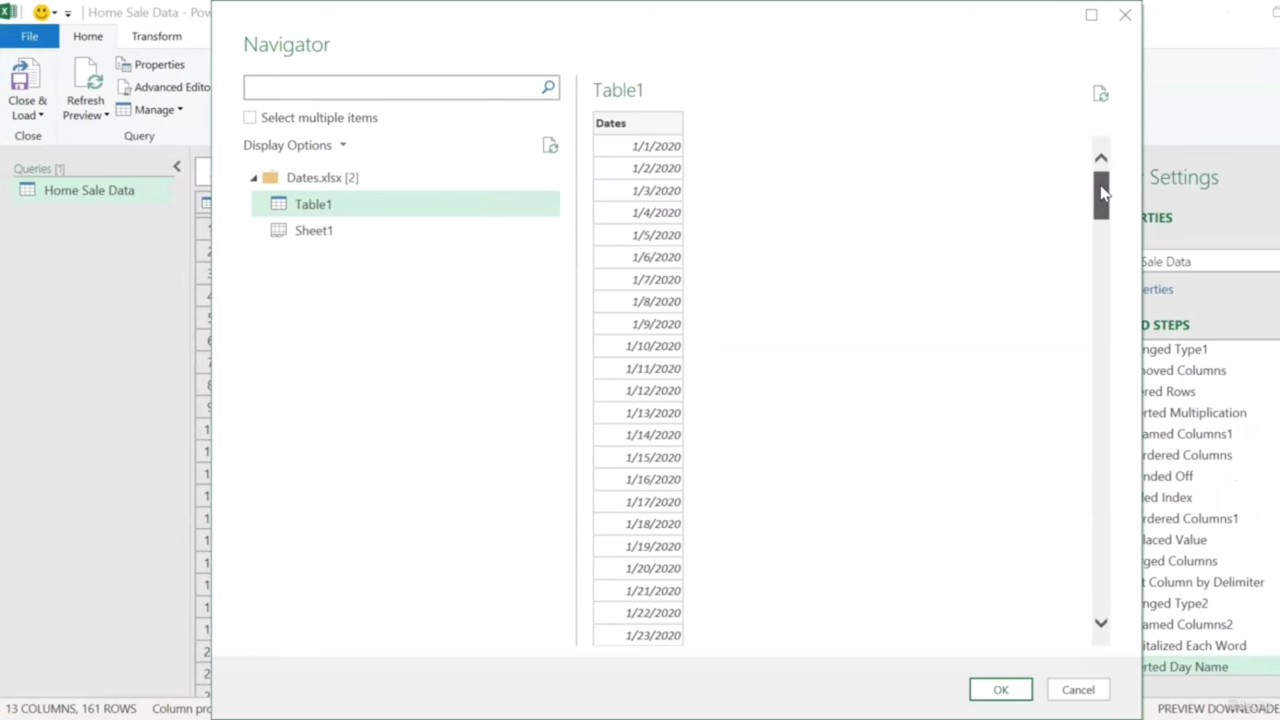 Home Sale Data - Pow
File
Home
Transform
Close &
Load
Refresh
Preview
Properties
Advanced Edito
Manage
Close
Query
Queries [1]
Home Sale Data
Navigator
Select multiple items
Display Options
Dates.xlsx [2]
Table1
Sheet1
Table1
Dates
1/1/2020
1/2/2020
1/3/2020
1/4/2020
1/5/2020
1/6/2020
1/7/2020
1/8/2020
1/9/2020
1/10/2020
1/11/2020
1/12/2020
1/13/2020
1/14/2020
1/15/2020
1/16/2020
1/17/2020
1/18/2020
1/19/2020
1/20/2020
1/21/2020
1/22/2020
1/23/2020
OK
Cancel
Settings
RTIES
Sale Data
erties
D STEPS
nged Type1
oved Columns
ered Rows
rted Multiplication
amed Columns1
rdered Columns
nded Off
ed Index
rdered Columns1
laced Value
ged Columns
t Column by Delimiter
nged Type2
amed Columns2
italized Each Word
rted Day Name
13 COLUMNS, 161 ROWS
Column pro
PREVIEW DOWNLOADE